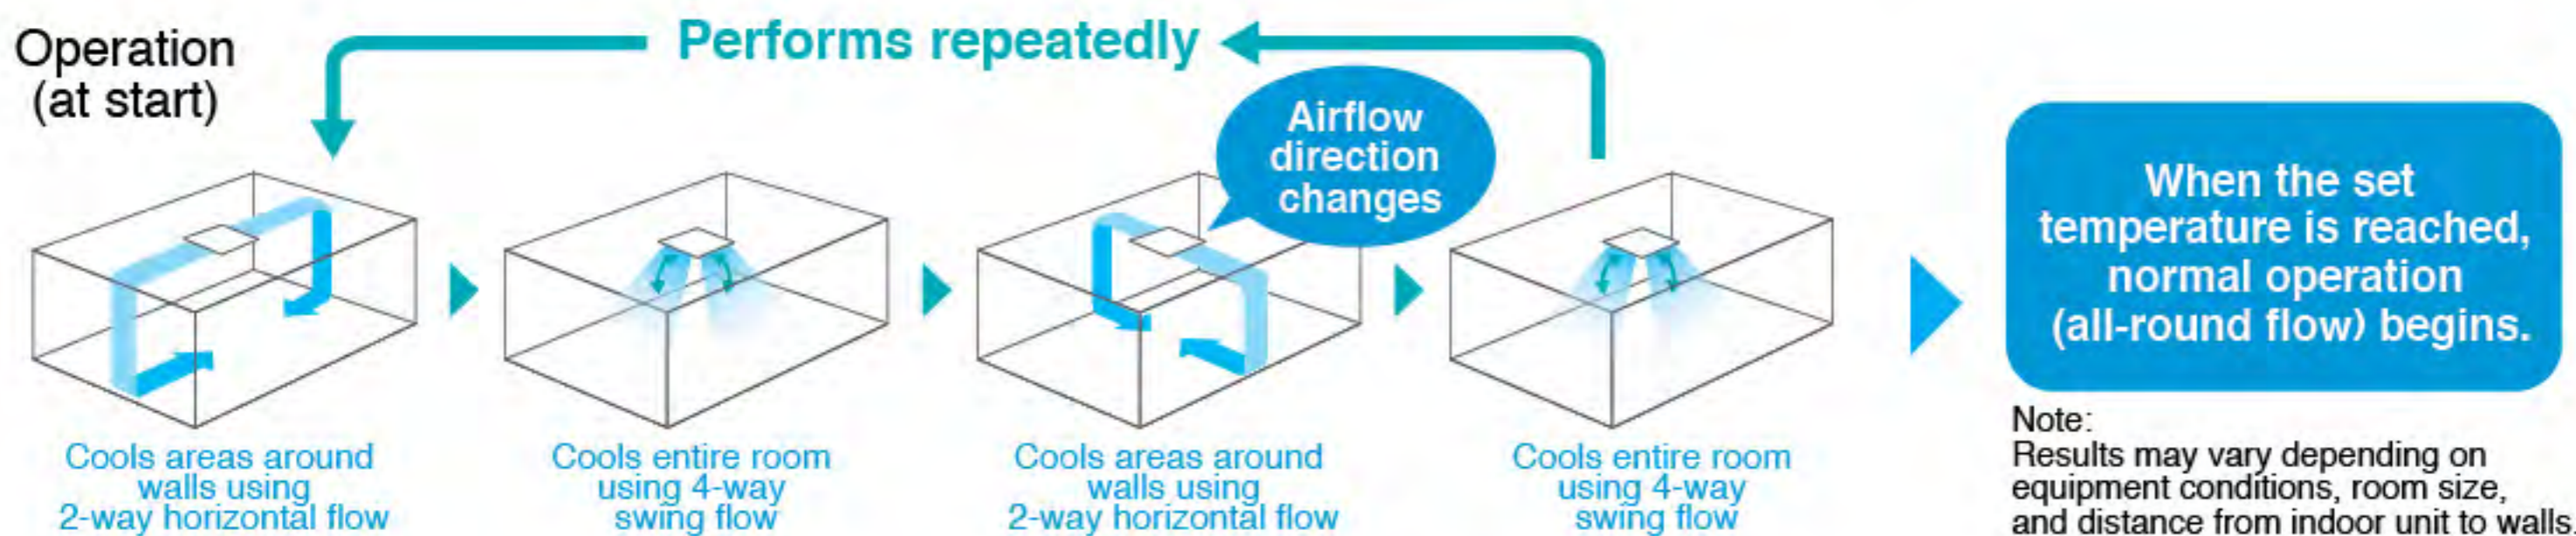 Operation
(at start)
Performs repeatedly
Airflow
direction
changes
Cools areas around
walls using
2-way horizontal flow
Cools entire room
using 4-way
swing flow
Cools areas around
walls using
2-way horizontal flow
Cools entire room
using 4-way
swing flow
When the set
temperature is reached,
normal operation
(all-round flow) begins.
Note:
Results may vary depending on
equipment conditions, room size,
and distance from indoor unit to walls.